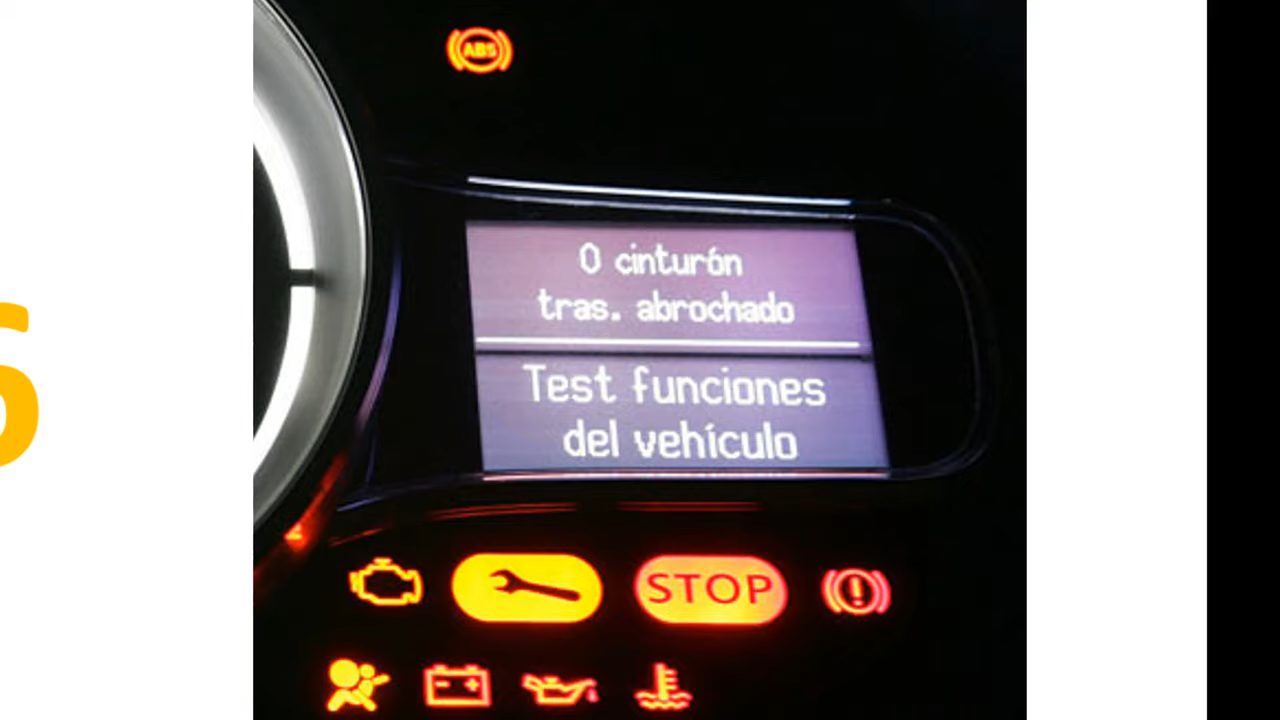 ABS
0 cinturón
tras. abrochado
Test funciones
del vehículo
STOP